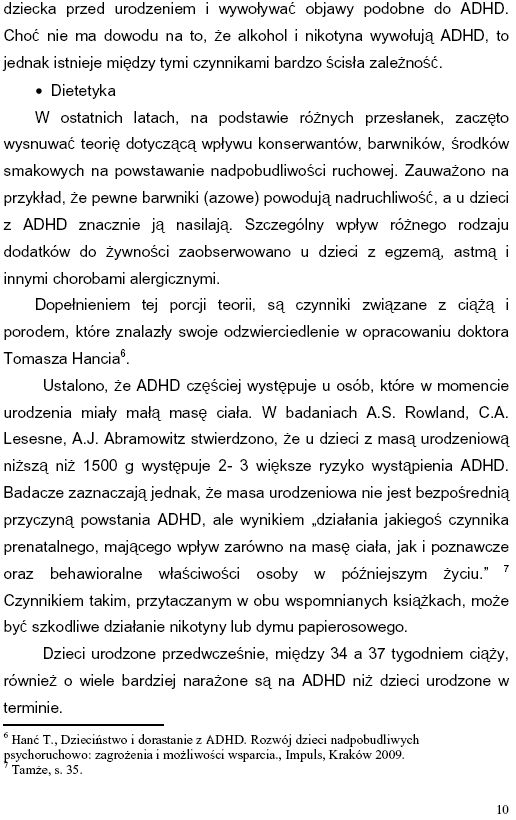 dziecka przed urodzeniem i wywoływać objawy podobne do ADHD.
Choć nie ma dowodu na to, że alkohol i nikotyna wywołują ADHD, to
jednak istnieje między tymi czynnikami bardzo ścisła zależność.
• Dietetyka
W ostatnich latach, na podstawie różnych przesłanek, zaczęto
wysnuwać teorię dotyczącą wpływu konserwantów, barwników, środków
smakowych na powstawanie nadpobudliwości ruchowej. Zauważono na
przykład, że pewne barwniki (azowe) powodują nadruchliwość, a u dzieci
z ADHD znacznie ją nasilają. Szczególny wpływ różnego rodzaju
dodatków do żywności zaobserwowano u dzieci z egzemą, astmą i
innymi chorobami alergicznymi.
Dopełnieniem tej porcji teorii, są czynniki związane z ciążą i
porodem, które znalazły swoje odzwierciedlenie w opracowaniu doktora
Tomasza Hancia⁶.
Ustalono, że ADHD częściej występuje u osób, które w momencie
urodzenia miały małą masę ciała. W badaniach A.S. Rowland, C.A.
Lesesne, A.J. Abramowitz stwierdzono, że u dzieci z masą urodzeniową
niższą niż 1500 g występuje 2- 3 większe ryzyko wystąpienia ADHD.
Badacze zaznaczają jednak, że masa urodzeniowa nie jest bezpośrednią
przyczyną powstania ADHD, ale wynikiem „działania jakiegoś czynnika
prenatalnego, mającego wpływ zarówno na masę ciała, jak i poznawcze
oraz behawioralne właściwości osoby w późniejszym życiu.” ⁷
Czynnikiem takim, przytaczanym w obu wspomnianych książkach, może
być szkodliwe działanie nikotyny lub dymu papierosowego.
Dzieci urodzone przedwcześnie, między 34 a 37 tygodniem ciąży,
również o wiele bardziej narażone są na ADHD niż dzieci urodzone w
terminie.
⁶ Hanć T., Dzieciństwo i dorastanie z ADHD. Rozwój dzieci nadpobudliwych
psychoruchowo: zagrożenia i możliwości wsparcia., Impuls, Kraków 2009.
⁷ Tamże, s. 35.
10